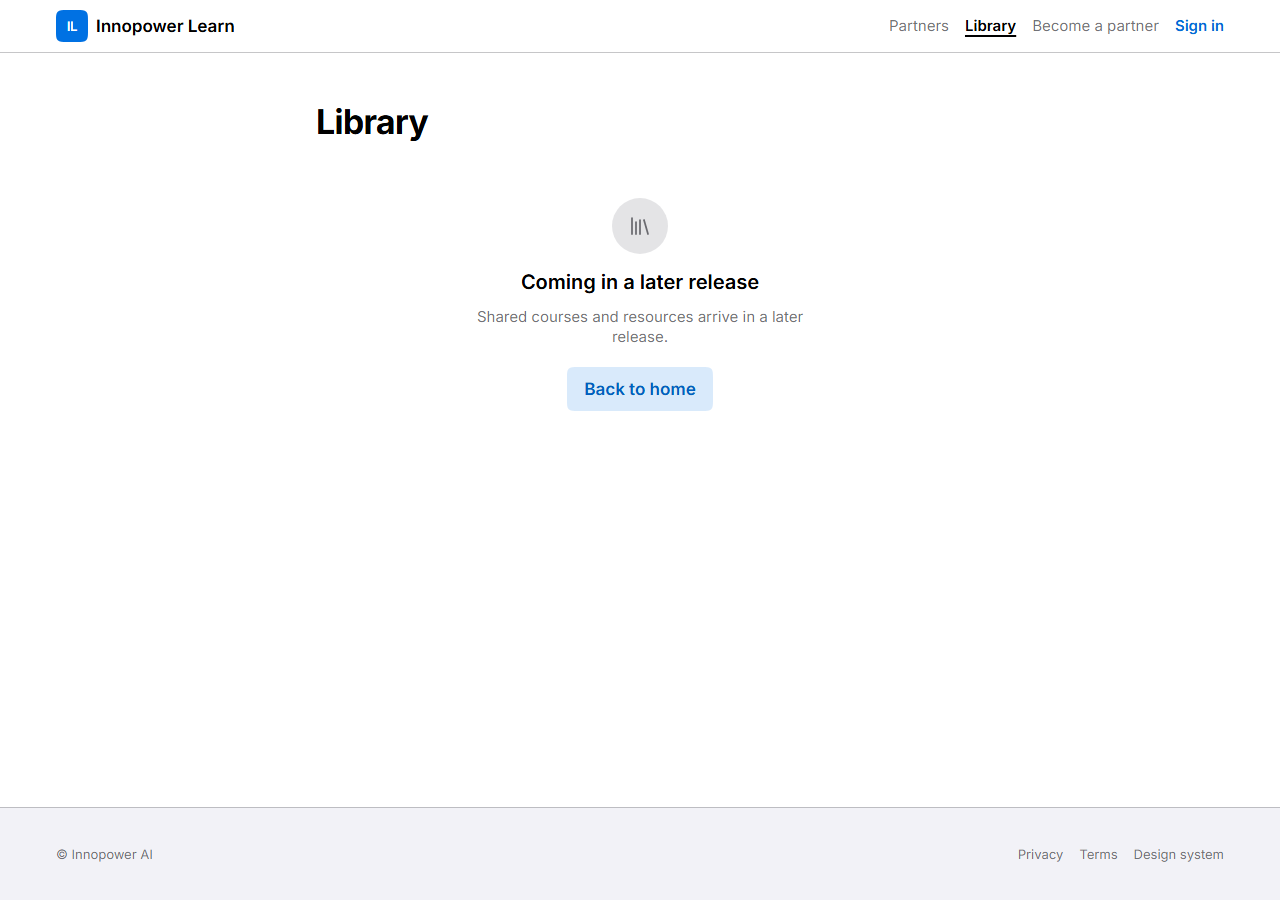 IL Innopower Learn
Partners Library Become a partner Sign in
Library
Coming in a later release
Shared courses and resources arrive in a later
release.
Back to home
© Innopower AI
Privacy Terms Design system